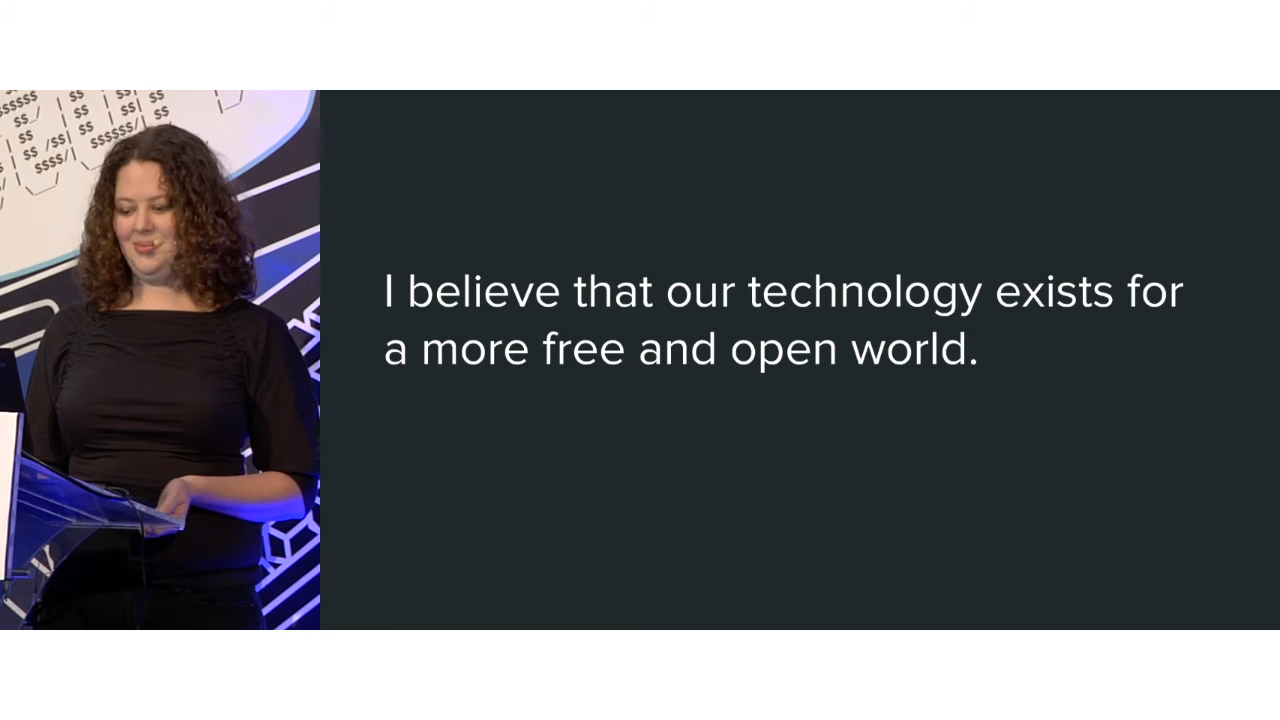 I believe that our technology exists for
a more free and open world.